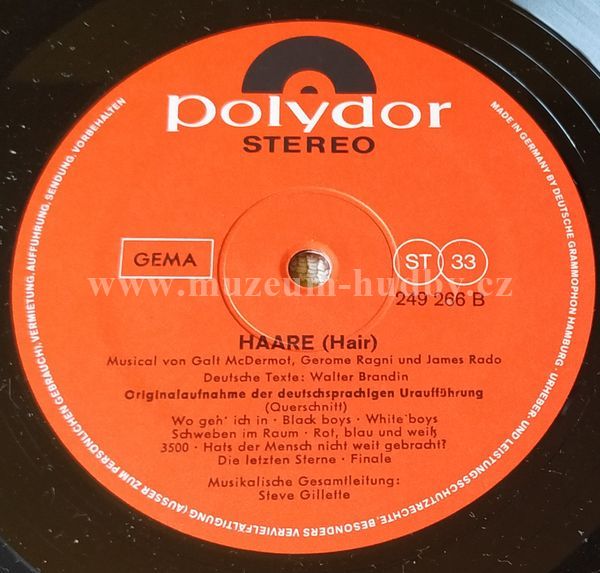 polydor
STEREO
GEMA
ST 33
249 266 B
www.muzeum-hudby.cz
HAARE (Hair)
Musical von Galt McDermot, Gerome Ragni und James Rado
Deutsche Texte: Walter Brandin
Originalaufnahme der deutschsprachigen Uraufführung
(Querschnitt)
Wo geh' ich in · Black boys · White boys
Schweben im Raum · Rot, blau und weiß
3500 · Hats der Mensch nicht weit gebracht?
Die letzten Sterne · Finale
Musikalische Gesamtleitung:
Steve Gillette
MADE IN GERMANY BY DEUTSCHE GRAMMOPHON HAMBURG · URHEBER- UND LEISTUNGSSCHUTZRECHTE, BESONDERS VERVIELFÄLTIGUNG (AUSSER ZUM PERSÖNLICHEN GEBRAUCH), VERMIETUNG, AUFFÜHRUNG, SENDUNG, VORBEHALTEN